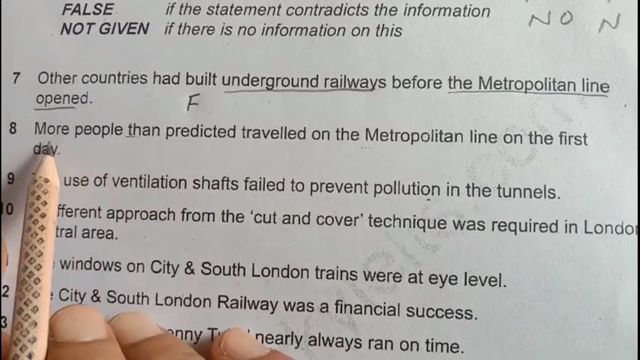 FALSE if the statement contradicts the information
NOT GIVEN if there is no information on this
NO N
7 Other countries had built underground railways before the Metropolitan line
opened.
F
8 More people than predicted travelled on the Metropolitan line on the first
day.
9 use of ventilation shafts failed to prevent pollution in the tunnels.
10 fferent approach from the ‘cut and cover’ technique was required in London
tral area.
windows on City & South London trains were at eye level.
2 City & South London Railway was a financial success.
3 nearly always ran on time.